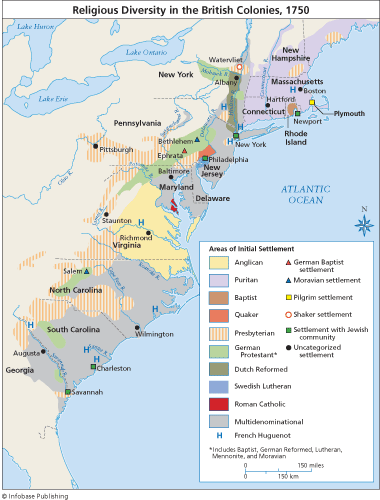 Religious Diversity in the British Colonies, 1750
Lake Huron
Lake Ontario
Lake Erie
New Hampshire
Watervliet
Mohawk R.
New York
Albany
Massachusetts
Boston
Hartford
Connecticut
Plymouth
Newport
Rhode Island
Pennsylvania
Bethlehem
New York
Ephrata
Pittsburgh
Philadelphia
New Jersey
Baltimore
Maryland
Delaware
ATLANTIC OCEAN
Staunton
Richmond
Virginia
Salem
North Carolina
South Carolina
Wilmington
Augusta
Georgia
Charleston
Savannah
H
H
H
H
H
H
H
H
H
Areas of Initial Settlement
Anglican
Puritan
Baptist
Quaker
Presbyterian
German Protestant*
Dutch Reformed
Swedish Lutheran
Roman Catholic
Multidenominational
H French Huguenot
German Baptist settlement
Moravian settlement
Pilgrim settlement
Shaker settlement
Settlement with Jewish community
Uncategorized settlement
*Includes Baptist, German Reformed, Lutheran,
Mennonite, and Moravian
0 150 miles
0 150 km
© Infobase Publishing